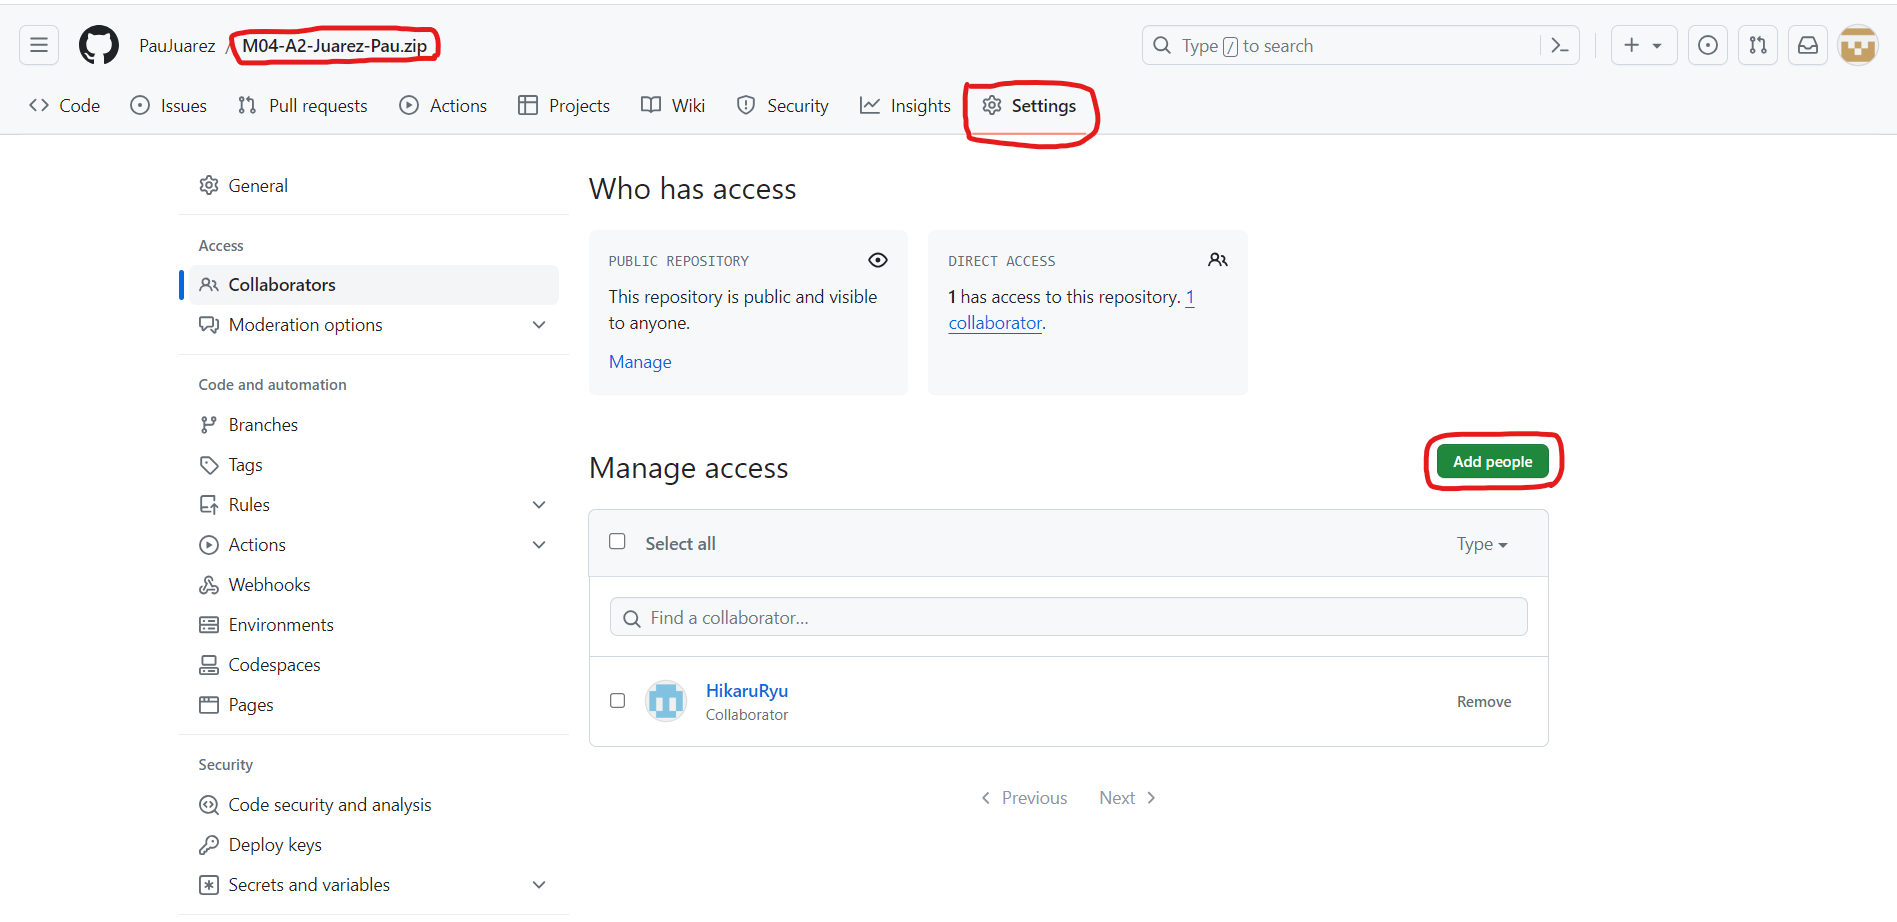 PauJuarez / M04-A2-Juarez-Pau.zip
Type / to search
Code Issues Pull requests Actions Projects Wiki Security Insights Settings
General
Access
Collaborators
Moderation options
Code and automation
Branches
Tags
Rules
Actions
Webhooks
Environments
Codespaces
Pages
Security
Code security and analysis
Deploy keys
Secrets and variables
Who has access
PUBLIC REPOSITORY
This repository is public and visible
to anyone.
Manage
DIRECT ACCESS
1 has access to this repository. 1
collaborator.
Manage access
Add people
Select all
Type
Find a collaborator...
HikaruRyu
Collaborator
Remove
Previous Next